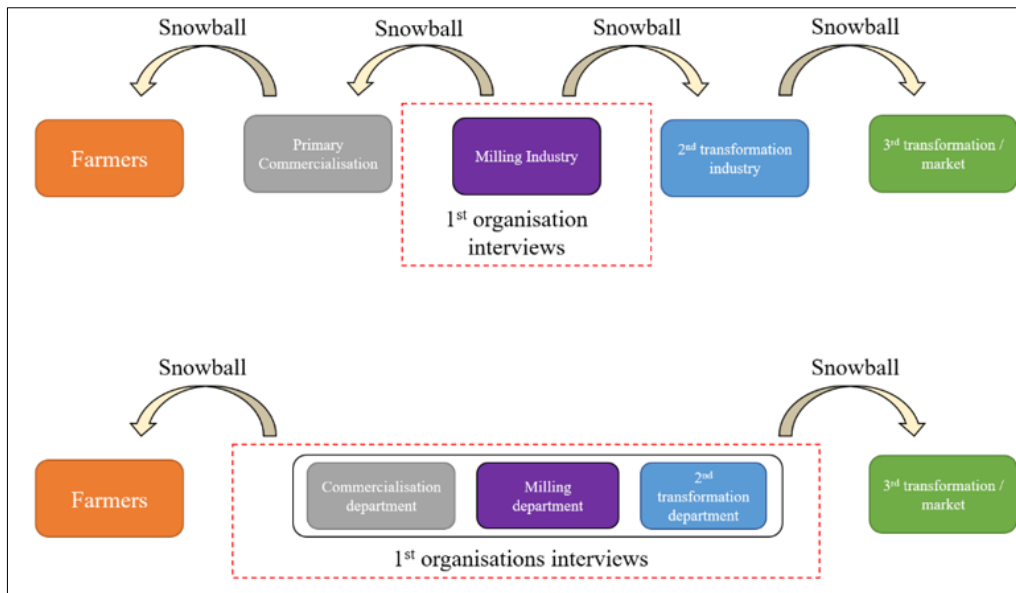 Snowball Snowball Snowball Snowball
Farmers
Primary
Commercialisation
Milling Industry
2nd transformation
industry
3rd transformation /
market
1st organisation
interviews
Snowball Snowball
Farmers
Commercialisation
department
Milling
department
2nd
transformation
department
3rd transformation /
market
1st organisations interviews